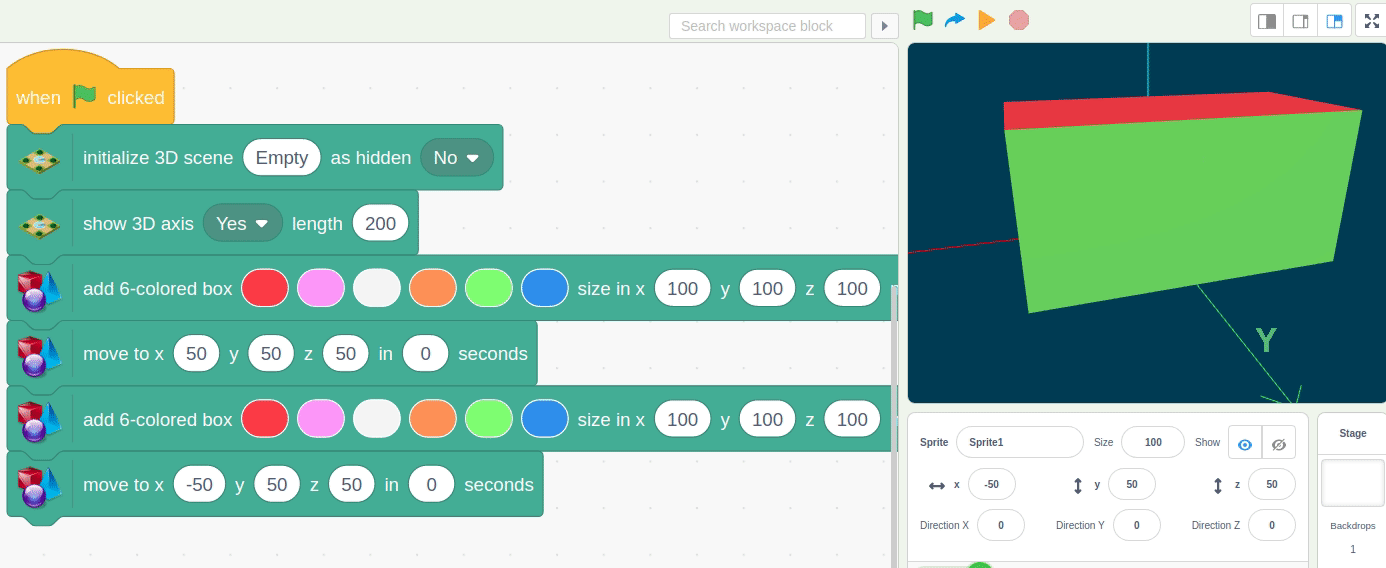 Search workspace block
when clicked
initialize 3D scene Empty as hidden No
show 3D axis Yes length 200
add 6-colored box size in x 100 y 100 z 100
move to x 50 y 50 z 50 in 0 seconds
add 6-colored box size in x 100 y 100 z 100
move to x -50 y 50 z 50 in 0 seconds
Y
Sprite Sprite1 Size 100 Show
x -50 y 50 z 50
Direction X 0 Direction Y 0 Direction Z 0
Stage
Backdrops
1